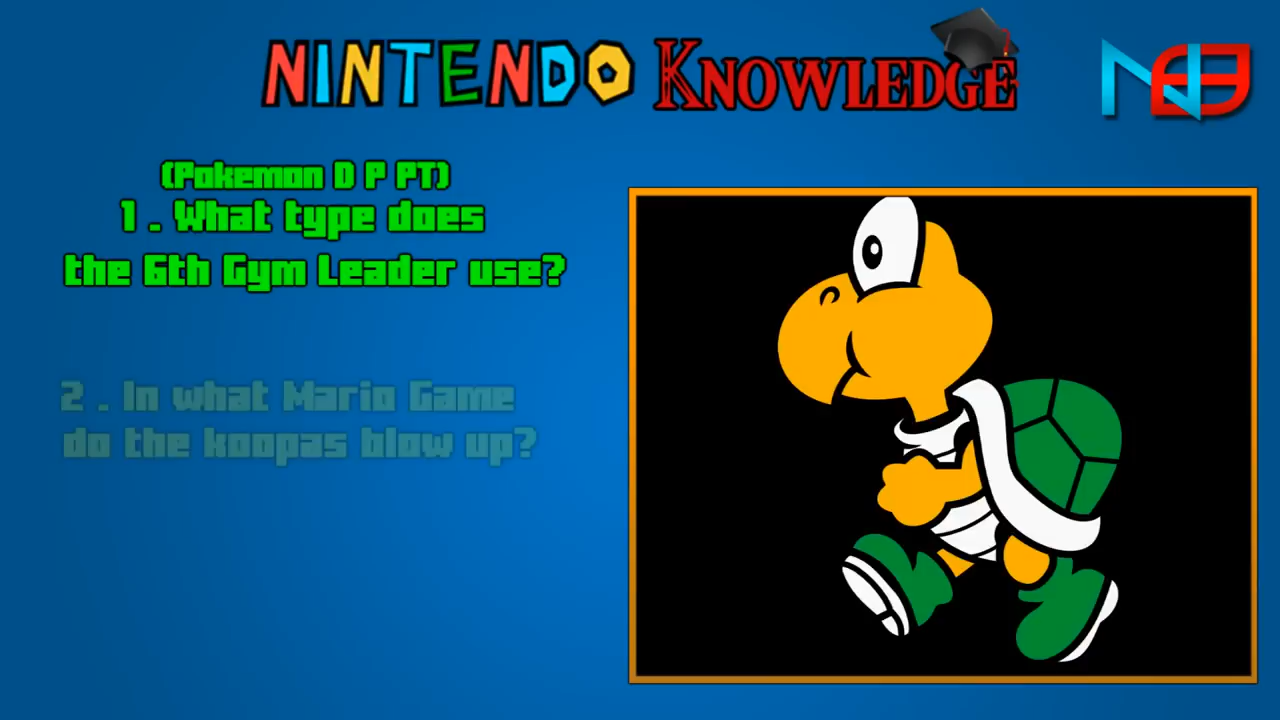 NINTENDO KNOWLEDGE
(Pokemon D P PT)
1 . What type does
the 6th Gym Leader use?
2 . In what Mario Game
do the koopas blow up?